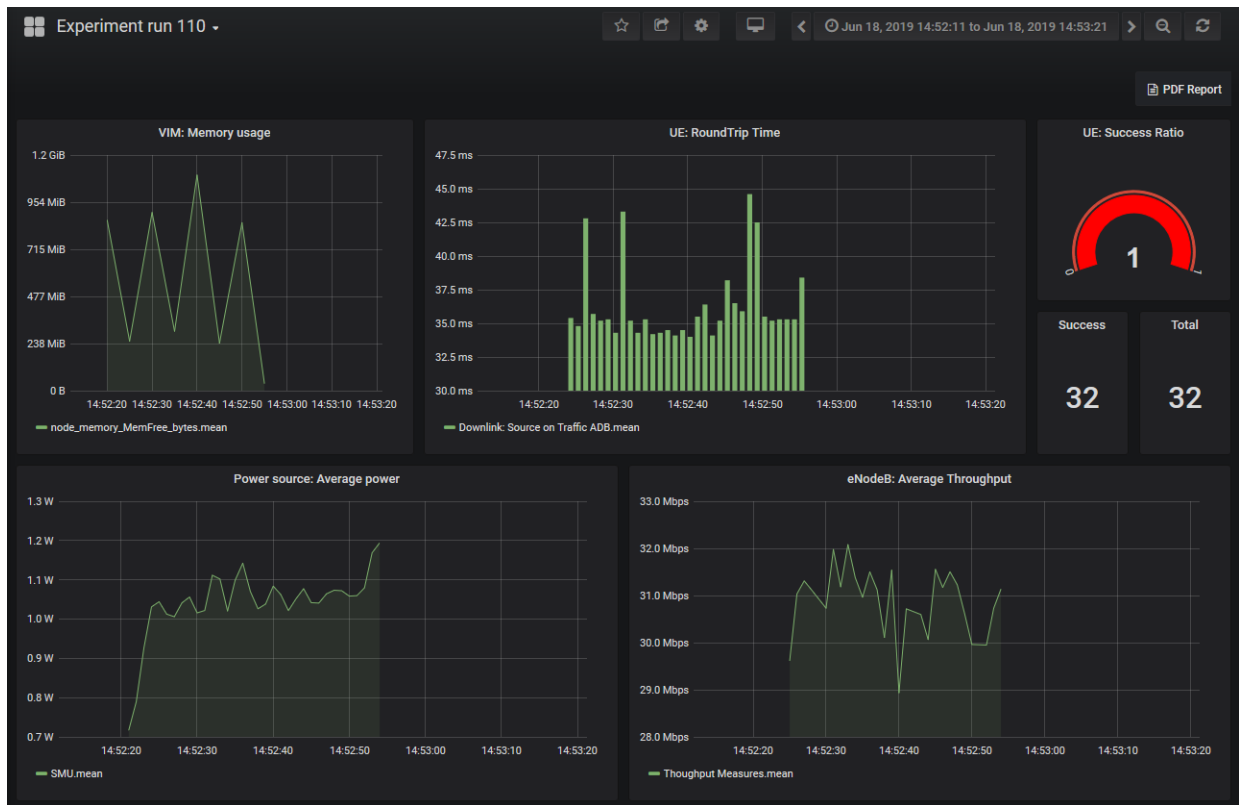 Experiment run 110
Jun 18, 2019 14:52:11 to Jun 18, 2019 14:53:21
PDF Report
VIM: Memory usage
1.2 GiB
954 MiB
715 MiB
477 MiB
238 MiB
0 B
14:52:20 14:52:30 14:52:40 14:52:50 14:53:00 14:53:10 14:53:20
node_memory_MemFree_bytes.mean
UE: RoundTrip Time
47.5 ms
45.0 ms
42.5 ms
40.0 ms
37.5 ms
35.0 ms
32.5 ms
30.0 ms
14:52:20 14:52:30 14:52:40 14:52:50 14:53:00 14:53:10 14:53:20
Downlink: Source on Traffic ADB.mean
UE: Success Ratio
1
0 1
Success
32
Total
32
Power source: Average power
1.3 W
1.2 W
1.1 W
1.0 W
0.9 W
0.8 W
0.7 W
14:52:20 14:52:30 14:52:40 14:52:50 14:53:00 14:53:10 14:53:20
SMU.mean
eNodeB: Average Throughput
33.0 Mbps
32.0 Mbps
31.0 Mbps
30.0 Mbps
29.0 Mbps
28.0 Mbps
14:52:20 14:52:30 14:52:40 14:52:50 14:53:00 14:53:10 14:53:20
Thoughput Measures.mean